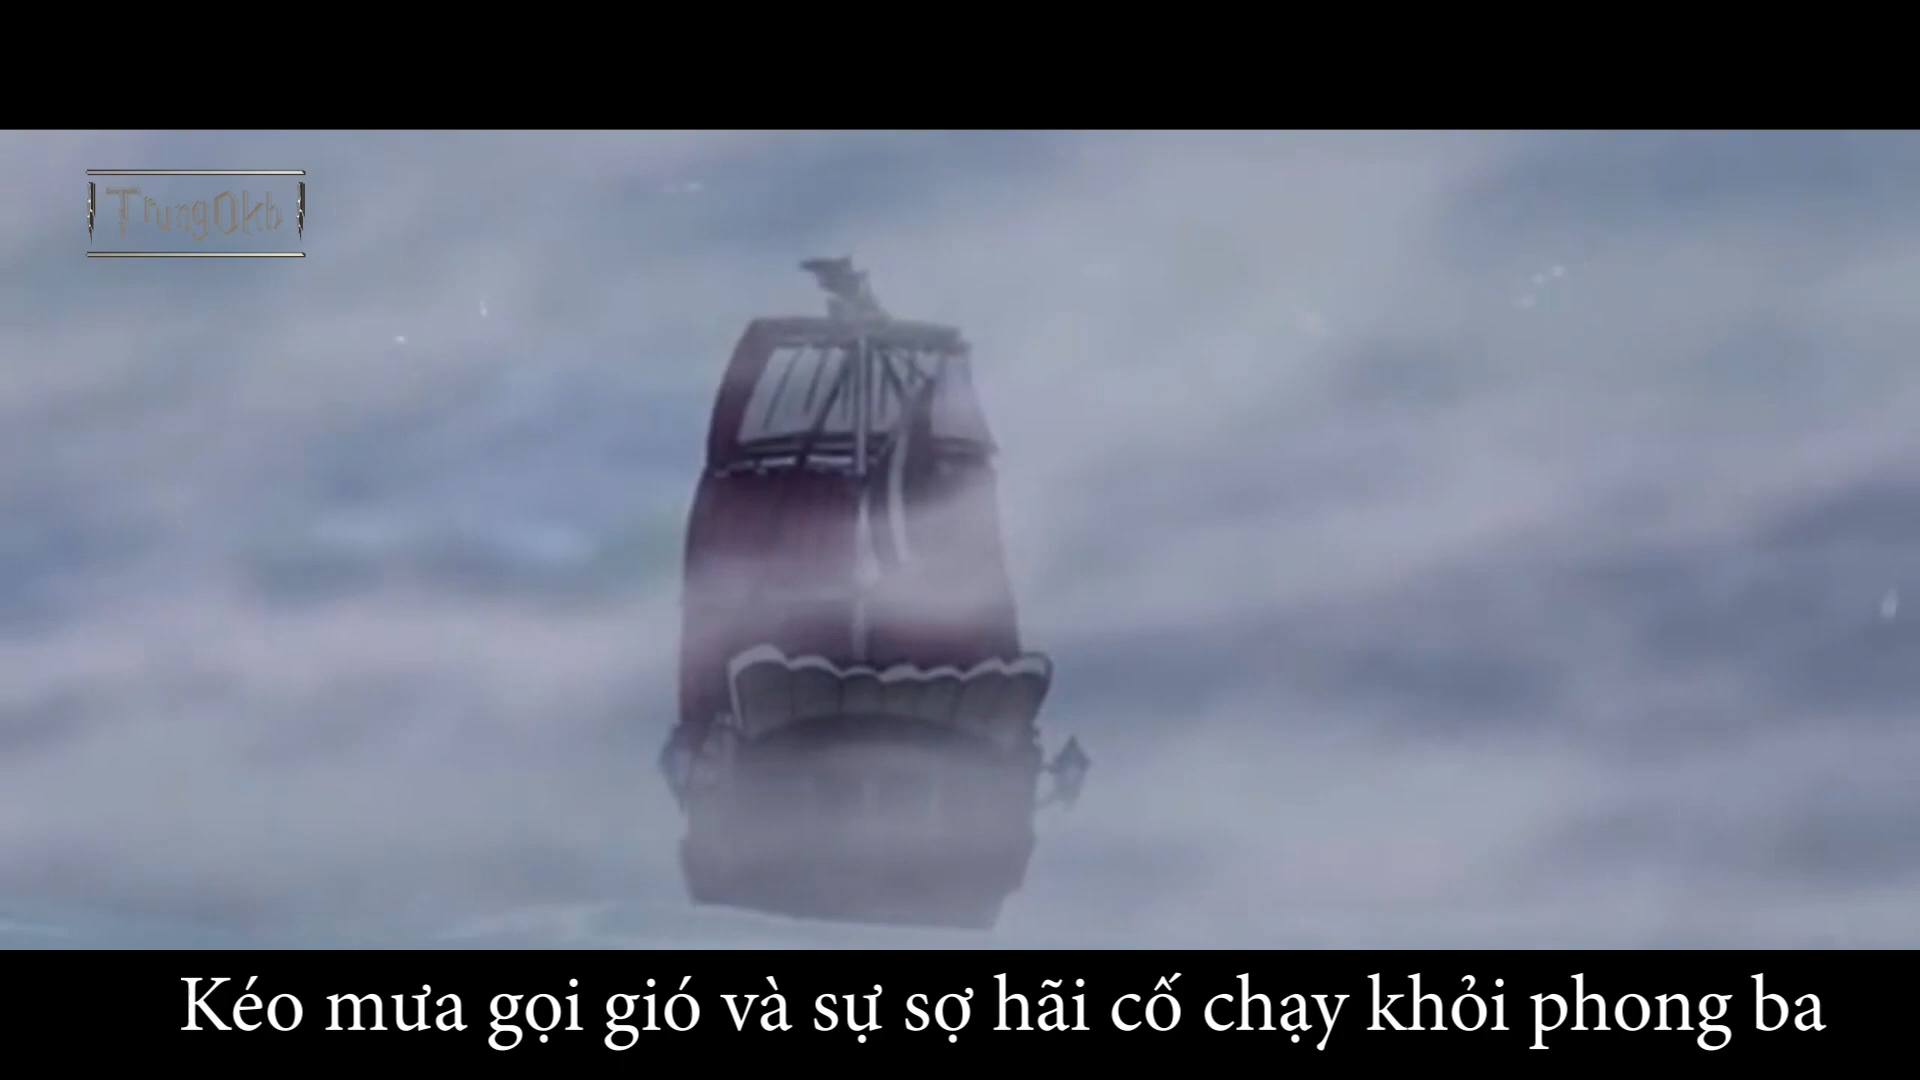 TrungOkb
Kéo mưa gọi gió và sự sợ hãi cố chạy khỏi phong ba